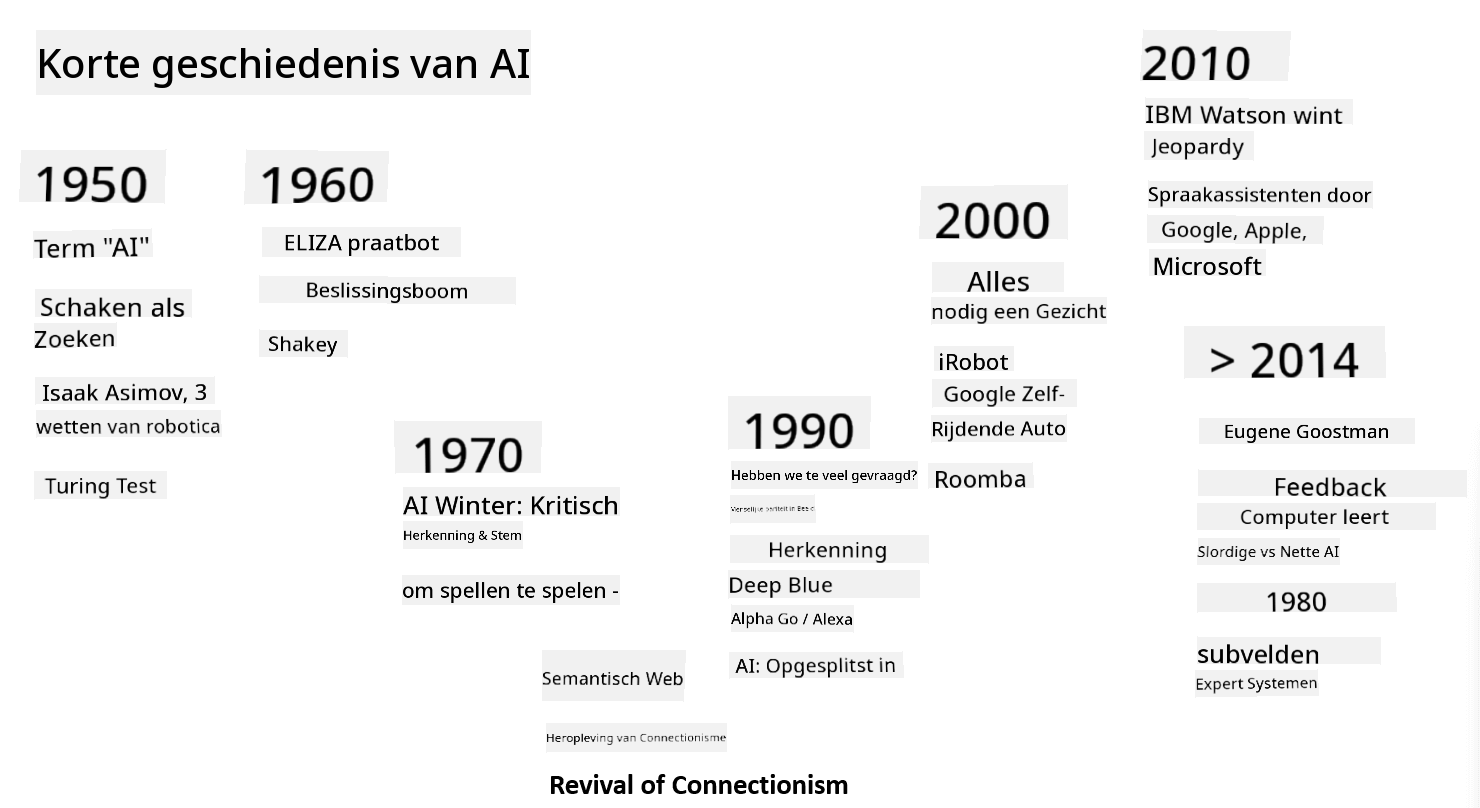 Korte geschiedenis van AI
1950
Term "AI"
Schaken als
Zoeken
Isaak Asimov, 3
wetten van robotica
Turing Test
1960
ELIZA praatbot
Beslissingsboom
Shakey
1970
AI Winter: Kritisch
Herkenning & Stem
om spellen te spelen -
Semantisch Web
Heropleving van Connectionisme
Revival of Connectionism
1990
Hebben we te veel gevraagd?
in Beeld
Herkenning
Deep Blue
Alpha Go / Alexa
AI: Opgesplitst in
2000
Alles
nodig een Gezicht
iRobot
Google Zelf-
Rijdende Auto
Roomba
2010
IBM Watson wint
Jeopardy
Spraakassistenten door
Google, Apple,
Microsoft
> 2014
Eugene Goostman
Feedback
Computer leert
Slordige vs Nette AI
1980
subvelden
Expert Systemen